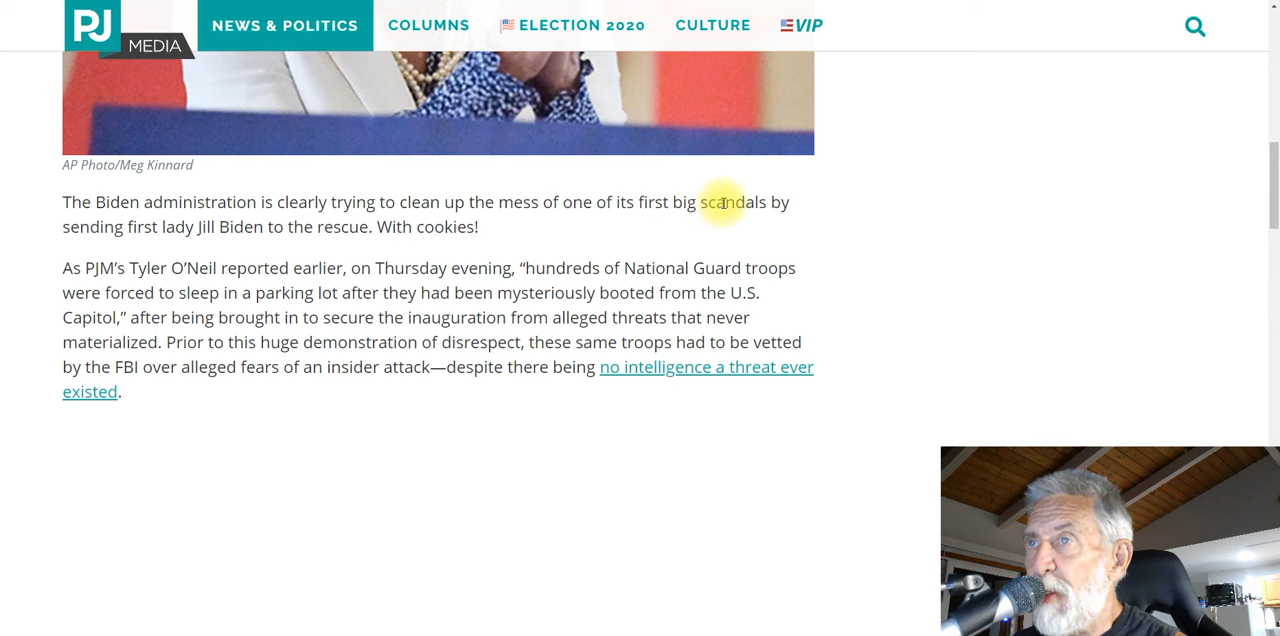 PJ
MEDIA
NEWS & POLITICS
COLUMNS
ELECTION 2020
CULTURE
VIP
AP Photo/Meg Kinnard
The Biden administration is clearly trying to clean up the mess of one of its first big scandals by
sending first lady Jill Biden to the rescue. With cookies!
As PJM’s Tyler O’Neil reported earlier, on Thursday evening, “hundreds of National Guard troops
were forced to sleep in a parking lot after they had been mysteriously booted from the U.S.
Capitol,” after being brought in to secure the inauguration from alleged threats that never
materialized. Prior to this huge demonstration of disrespect, these same troops had to be vetted
by the FBI over alleged fears of an insider attack—despite there being no intelligence a threat ever
existed.